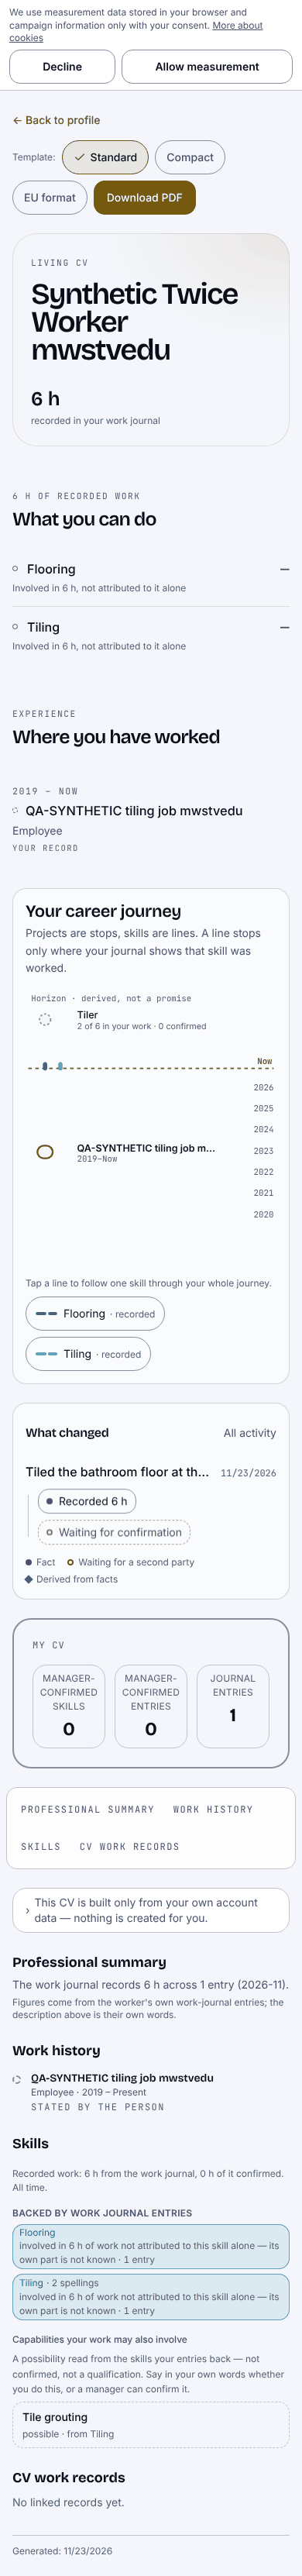 We use measurement data stored in your browser and
campaign information only with your consent. More about
cookies
Decline
Allow measurement
← Back to profile
Template:
✓ Standard
Compact
EU format
Download PDF
LIVING CV
Synthetic Twice
Worker
mwstvedu
6 h
recorded in your work journal
6 H OF RECORDED WORK
What you can do
Flooring
—
Involved in 6 h, not attributed to it alone
Tiling
—
Involved in 6 h, not attributed to it alone
EXPERIENCE
Where you have worked
2019 – NOW
QA-SYNTHETIC tiling job mwstvedu
Employee
YOUR RECORD
Your career journey
Projects are stops, skills are lines. A line stops
only where your journal shows that skill was
worked.
Horizon · derived, not a promise
Tiler
2 of 6 in your work · 0 confirmed
Now
2026
2025
2024
QA-SYNTHETIC tiling job m…
2023
2019–Now
2022
2021
2020
Tap a line to follow one skill through your whole journey.
Flooring · recorded
Tiling · recorded
What changed
All activity
Tiled the bathroom floor at th…
11/23/2026
Recorded 6 h
Waiting for confirmation
Fact
Waiting for a second party
Derived from facts
MY CV
MANAGER-
CONFIRMED
SKILLS
0
MANAGER-
CONFIRMED
ENTRIES
0
JOURNAL
ENTRIES
1
PROFESSIONAL SUMMARY
WORK HISTORY
SKILLS
CV WORK RECORDS
› This CV is built only from your own account
data — nothing is created for you.
Professional summary
The work journal records 6 h across 1 entry (2026-11).
Figures come from the worker's own work-journal entries; the
description above is their own words.
Work history
QA-SYNTHETIC tiling job mwstvedu
Employee · 2019 – Present
STATED BY THE PERSON
Skills
Recorded work: 6 h from the work journal, 0 h of it confirmed.
All time.
BACKED BY WORK JOURNAL ENTRIES
Flooring
involved in 6 h of work not attributed to this skill alone — its
own part is not known · 1 entry
Tiling · 2 spellings
involved in 6 h of work not attributed to this skill alone — its
own part is not known · 1 entry
Capabilities your work may also involve
A possibility read from the skills your entries back — not
confirmed, not a qualification. Say in your own words whether
you do this, or a manager can confirm it.
Tile grouting
possible · from Tiling
CV work records
No linked records yet.
Generated: 11/23/2026